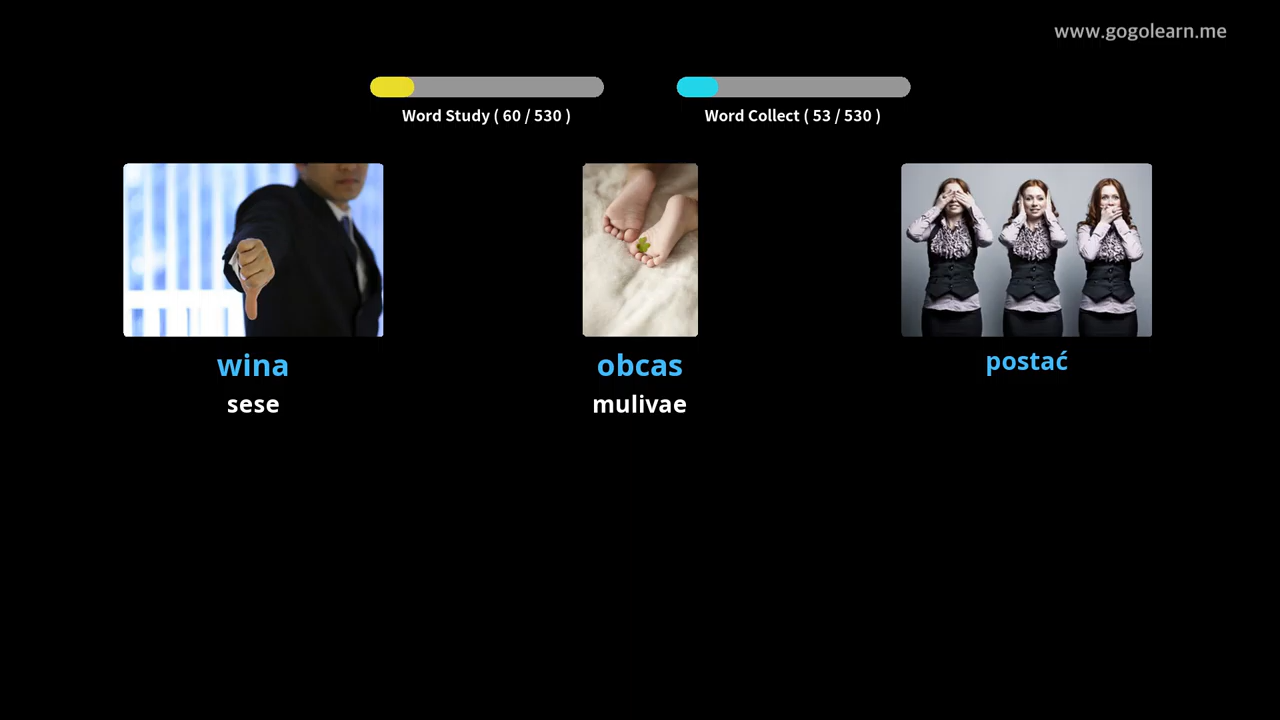 www.gogolearn.me
Word Study ( 60 / 530 )
Word Collect ( 53 / 530 )
wina
sese
obcas
mulivae
postać